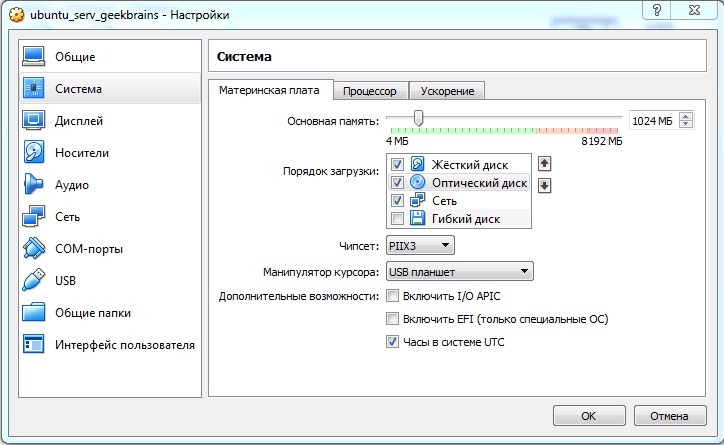 ubuntu_serv_geekbrains - Настройки
Общие
Система
Дисплей
Носители
Аудио
Сеть
COM-порты
USB
Общие папки
Интерфейс пользователя
Система
Материнская плата
Процессор
Ускорение
Основная память:
1024 МБ
4 МБ
8192 МБ
Порядок загрузки:
Жёсткий диск
Оптический диск
Сеть
Гибкий диск
Чипсет:
PIIX3
Манипулятор курсора:
USB планшет
Дополнительные возможности:
Включить I/O APIC
Включить EFI (только специальные ОС)
Часы в системе UTC
OK
Отмена